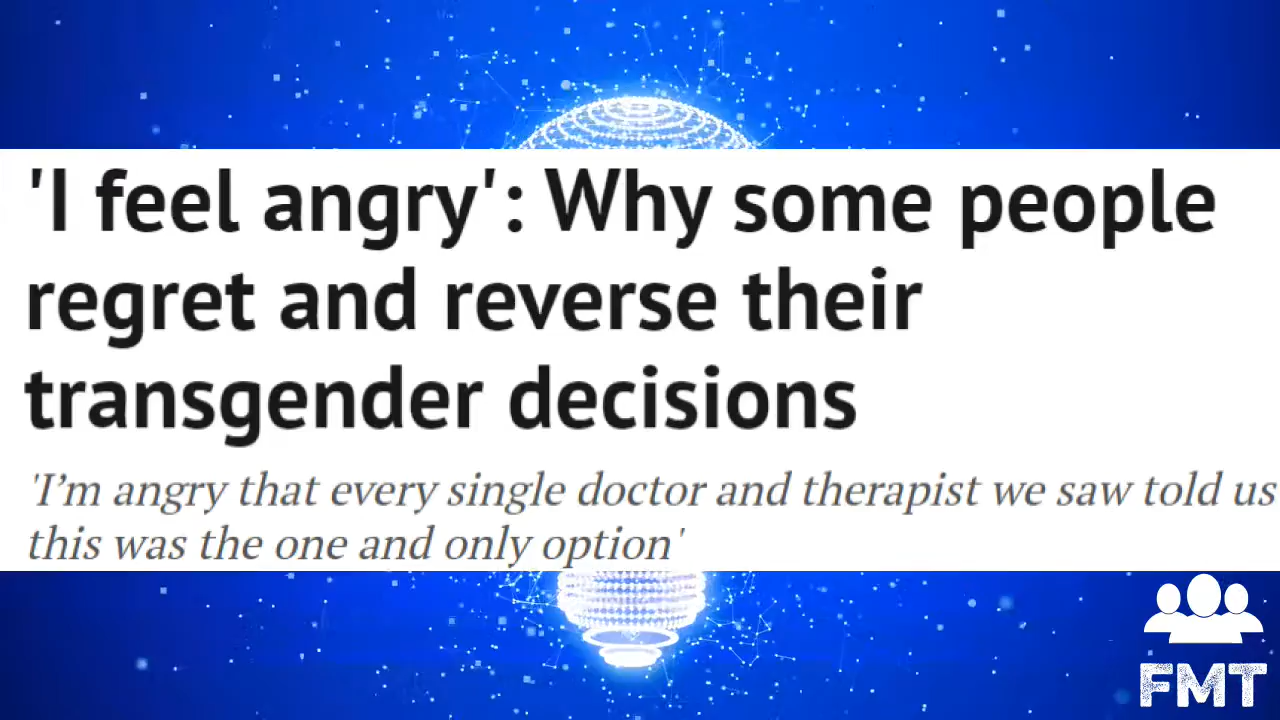 'I feel angry': Why some people
regret and reverse their
transgender decisions
'I’m angry that every single doctor and therapist we saw told us
this was the one and only option'
FMT